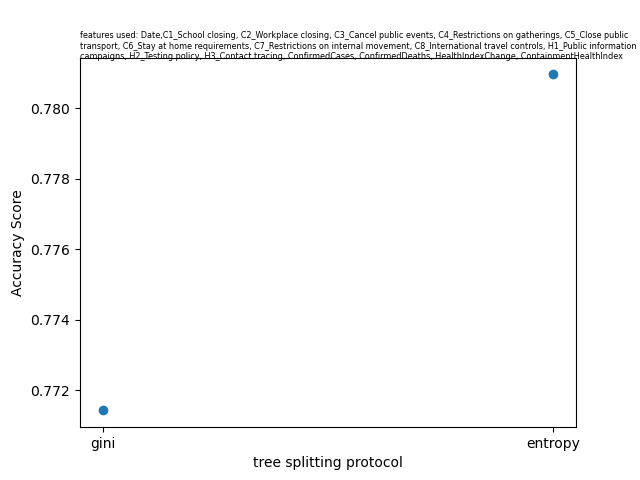 features used: Date,C1_School closing, C2_Workplace closing, C3_Cancel public events, C4_Restrictions on gatherings, C5_Close public
transport, C6_Stay at home requirements, C7_Restrictions on internal movement, C8_International travel controls, H1_Public information
campaigns, H2_Testing policy, H3_Contact tracing, ConfirmedCases, ConfirmedDeaths, HealthIndexChange, ContainmentHealthIndex
0.780
0.778
0.776
0.774
0.772
Accuracy Score
gini
entropy
tree splitting protocol